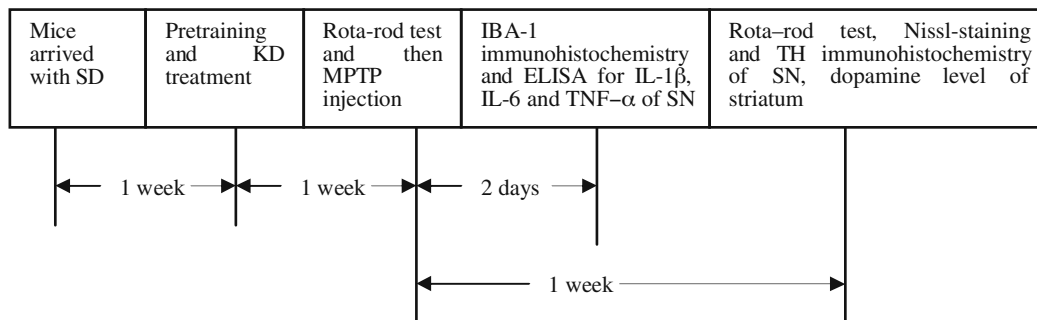 Mice
arrived
with SD
Pretraining
and KD
treatment
Rota-rod test
and then
MPTP
injection
IBA-1
immunohistochemistry
and ELISA for IL-1β,
IL-6 and TNF−α of SN
Rota–rod test, Nissl-staining
and TH immunohistochemistry
of SN, dopamine level of
striatum
1 week
1 week
2 days
1 week